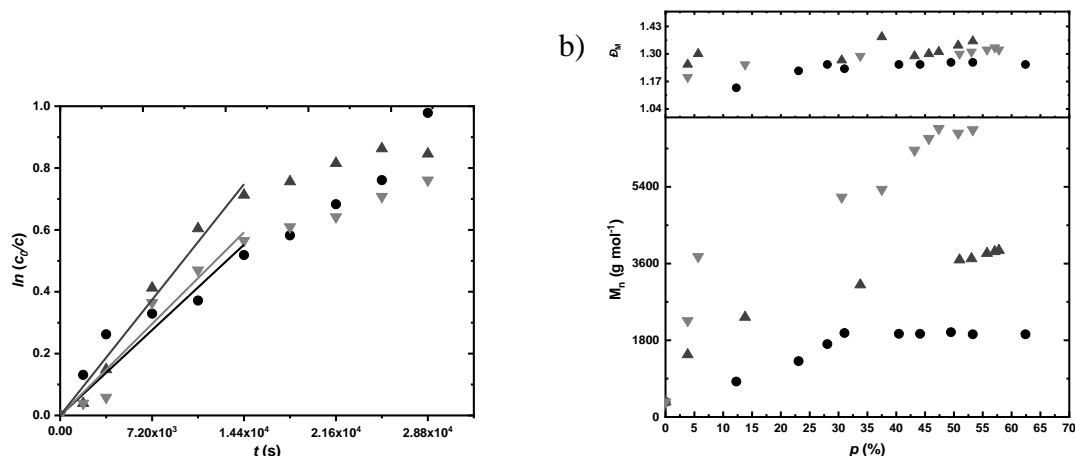 b)
1.43
1.30
1.17
1.04
Đ_M
1.0
0.8
0.6
0.4
0.2
0.0
ln (c₀/c)
0.00 7.20x10³ 1.44x10⁴ 2.16x10⁴ 2.88x10⁴
t (s)
5400
3600
1800
0
Mₙ (g mol⁻¹)
0 5 10 15 20 25 30 35 40 45 50 55 60 65 70
p (%)